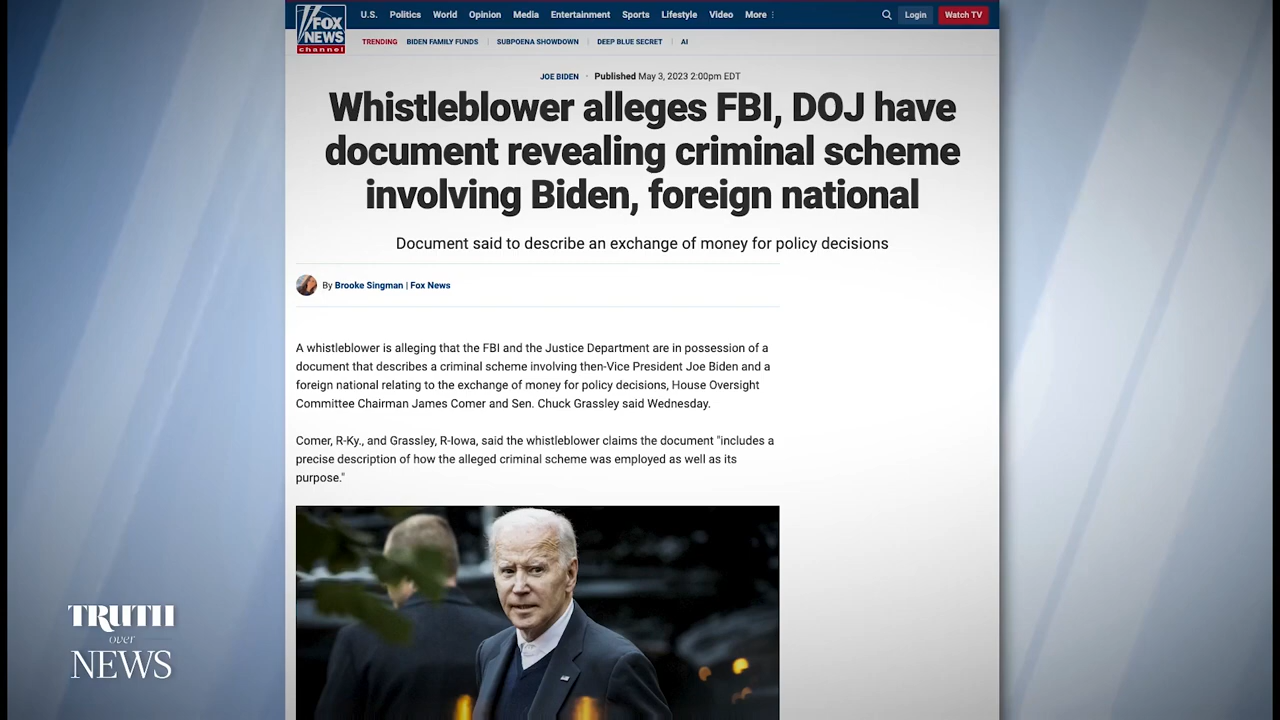 FOX
NEWS
channel
U.S. Politics World Opinion Media Entertainment Sports Lifestyle Video More Login Watch TV
TRENDING BIDEN FAMILY FUNDS SUBPOENA SHOWDOWN DEEP BLUE SECRET AI
JOE BIDEN · Published May 3, 2023 2:00pm EDT
Whistleblower alleges FBI, DOJ have
document revealing criminal scheme
involving Biden, foreign national
Document said to describe an exchange of money for policy decisions
By Brooke Singman | Fox News
A whistleblower is alleging that the FBI and the Justice Department are in possession of a
document that describes a criminal scheme involving then-Vice President Joe Biden and a
foreign national relating to the exchange of money for policy decisions, House Oversight
Committee Chairman James Comer and Sen. Chuck Grassley said Wednesday.
Comer, R-Ky., and Grassley, R-Iowa, said the whistleblower claims the document "includes a
precise description of how the alleged criminal scheme was employed as well as its
purpose."
TRUTH
over
NEWS